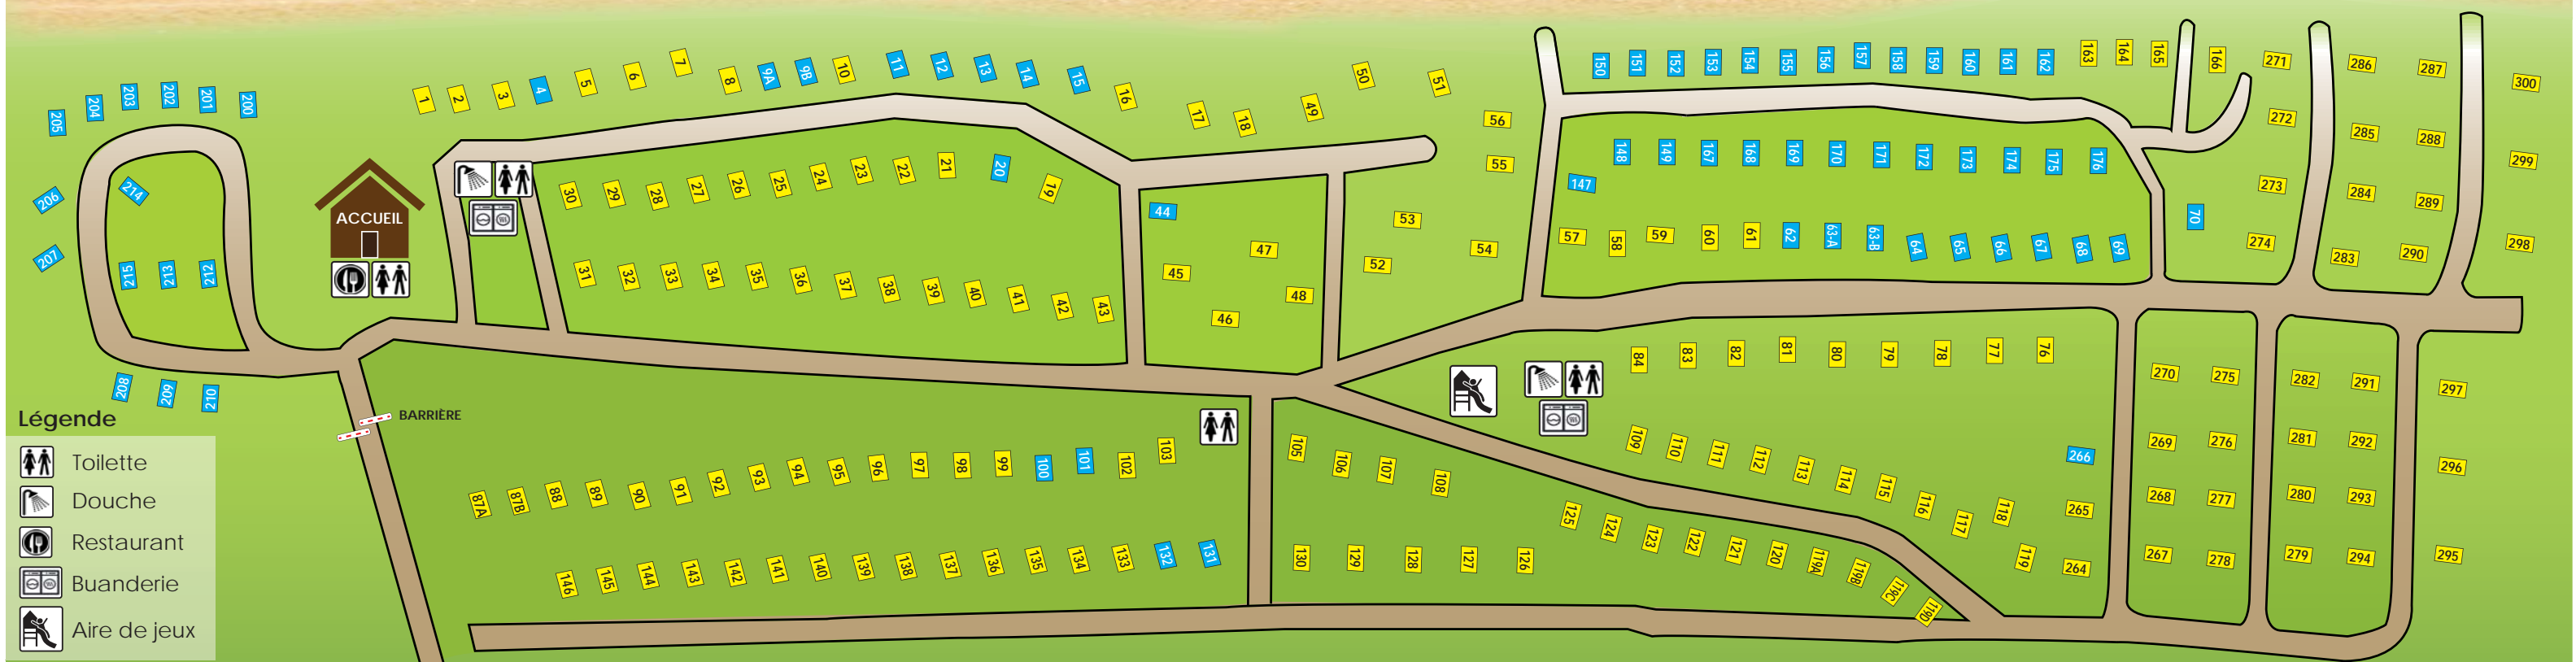 205 204 203 202 201 200
206 214
207 215 213 212
208 209 210
ACCUEIL
1 2 3 4 5 6 7 8 9A 9B 10 11 12 13 14 15 16 17 18 49 50 51
30 29 28 27 26 25 24 23 22 21 20 19
31 32 33 34 35 36 37 38 39 40 41 42 43
44 47 45 48 46
53 52 56 55 54
150 151 152 153 154 155 156 157 158 159 160 161 162 163 164 165 166
148 149 167 168 169 170 171 172 173 174 175 176
147
57 58 59 60 61 62 63-A 63-B 64 65 66 67 68 69
70
271 286 287 300
272 285 288 299
273 284 289
274 283 290 298
84 83 82 81 80 79 78 77 76
270 275 282 291 297
269 276 281 292 296
268 277 280 293
267 278 279 294 295
266
265
264
109 110 111 112 113 114 115 116 117 118 119
105 106 107 108
125 124 123 122 121 120 119A 119B 119C 119D
130 129 128 127 126
87A 87B 88 89 90 91 92 93 94 95 96 97 98 99 100 101 102 103
146 145 144 143 142 141 140 139 138 137 136 135 134 133 132 131
BARRIÈRE
Légende
Toilette
Douche
Restaurant
Buanderie
Aire de jeux